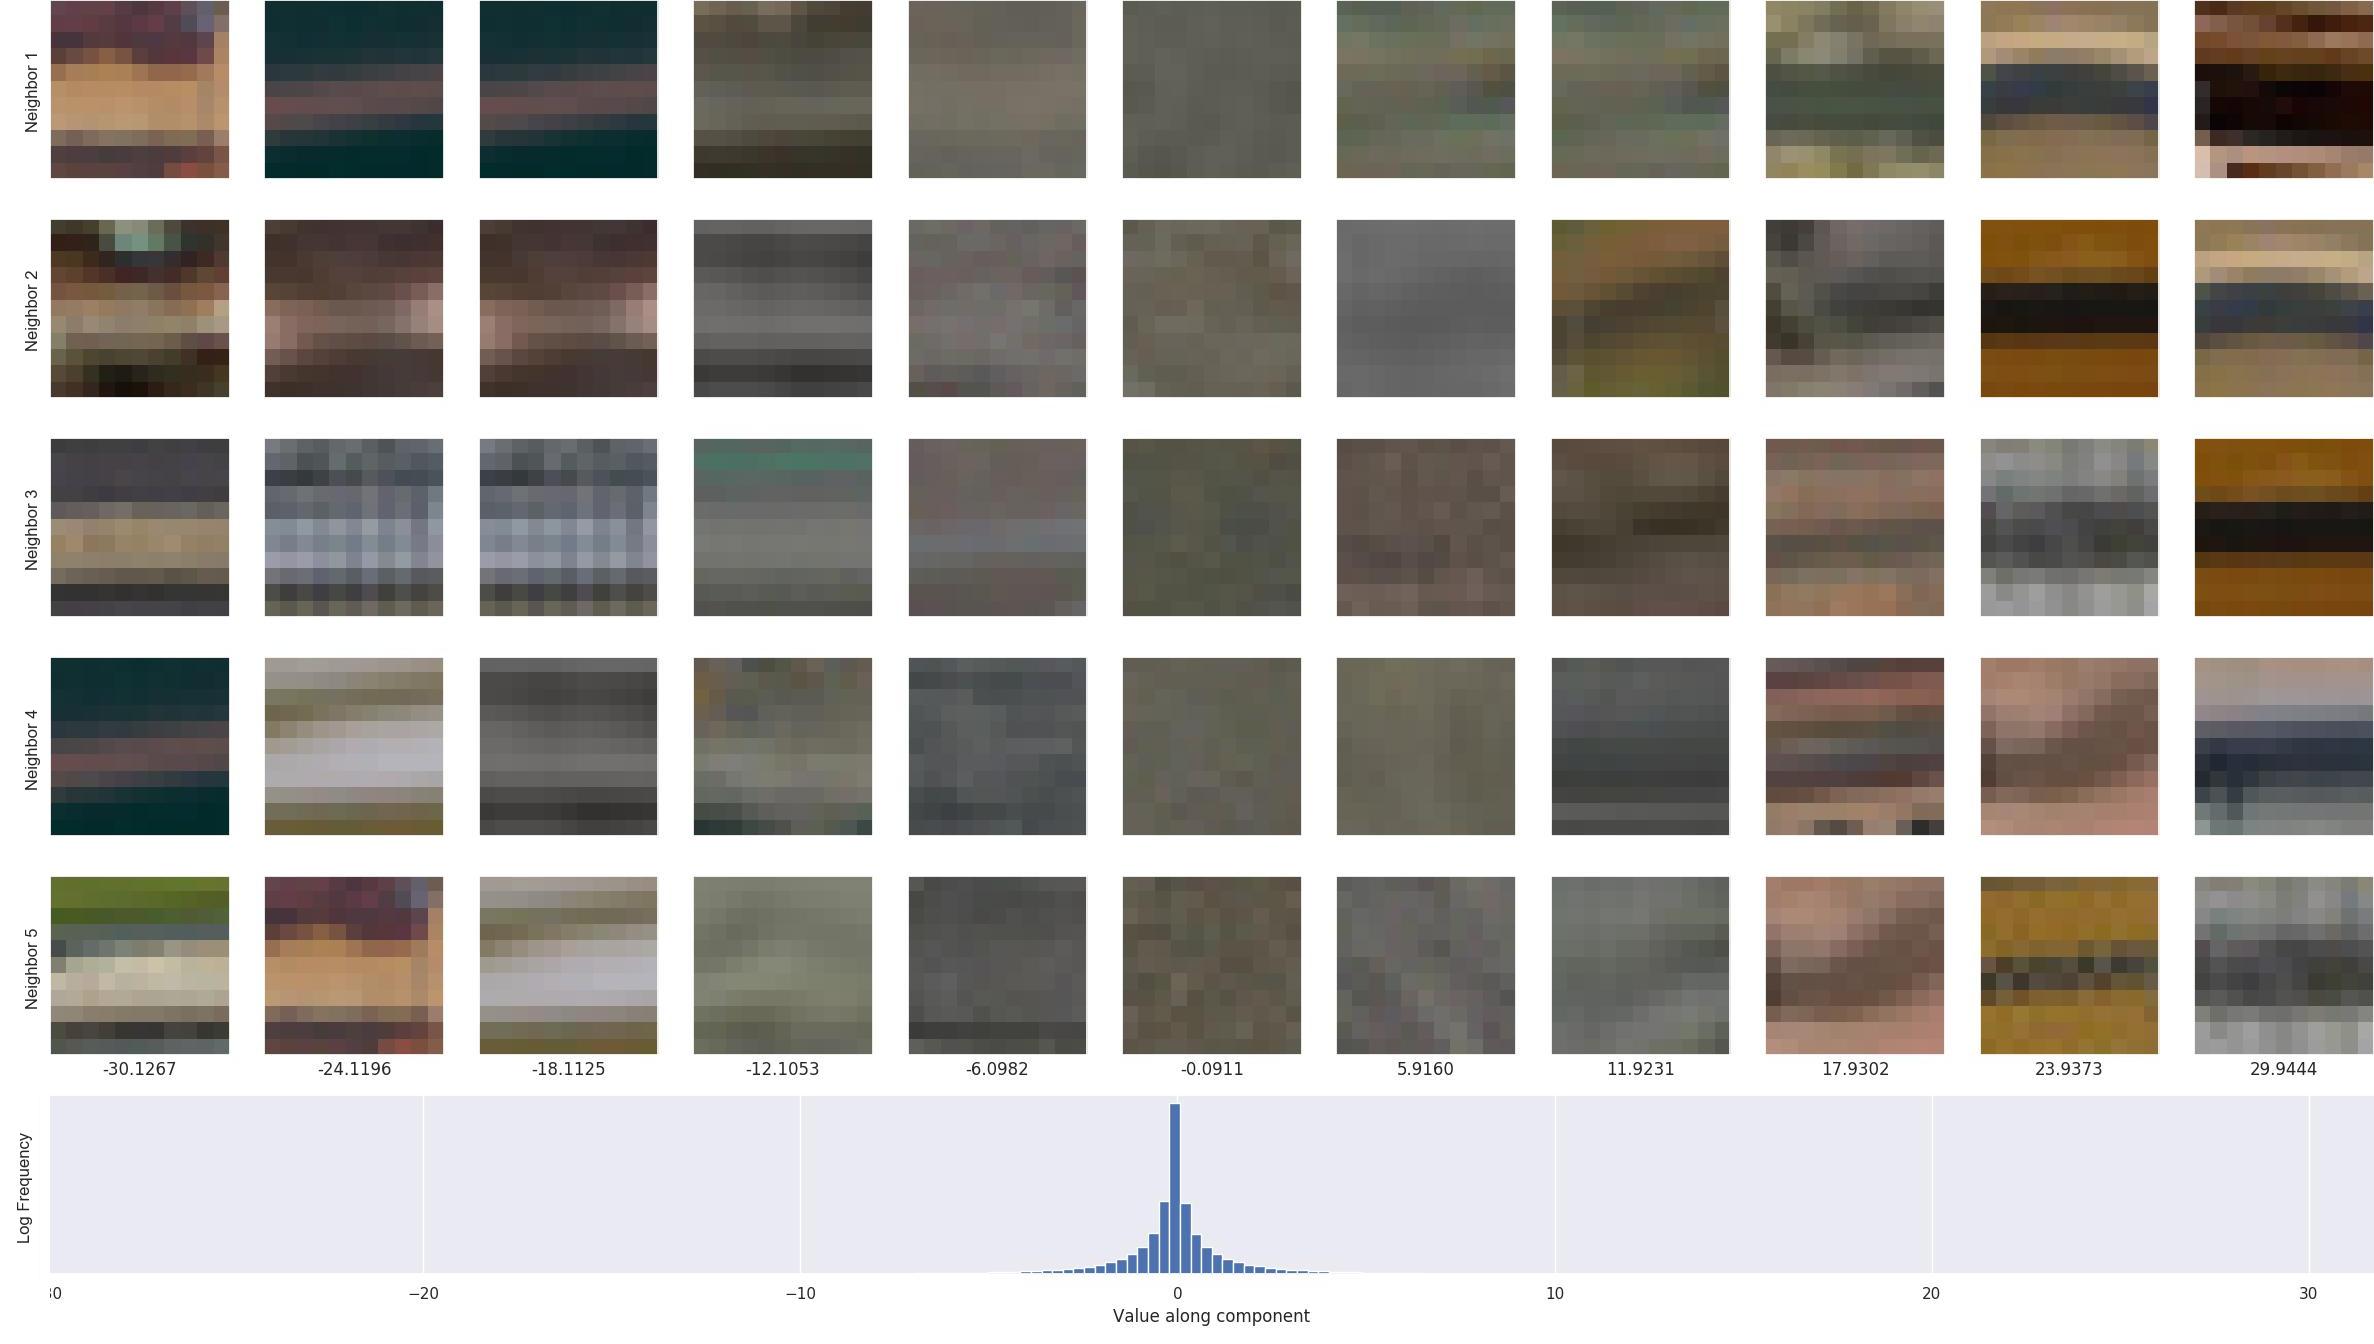 Neighbor 1
Neighbor 2
Neighbor 3
Neighbor 4
Neighbor 5
-30.1267 -24.1196 -18.1125 -12.1053 -6.0982 -0.0911 5.9160 11.9231 17.9302 23.9373 29.9444
Log Frequency
30 −20 −10 0 10 20 30
Value along component